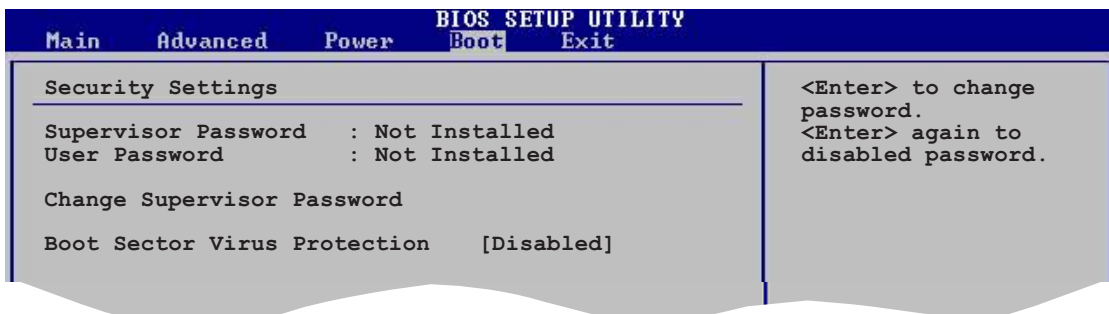 BIOS SETUP UTILITY
Main Advanced Power Boot Exit
Security Settings
Supervisor Password : Not Installed
User Password : Not Installed
Change Supervisor Password
Boot Sector Virus Protection [Disabled]
<Enter> to change
password.
<Enter> again to
disabled password.